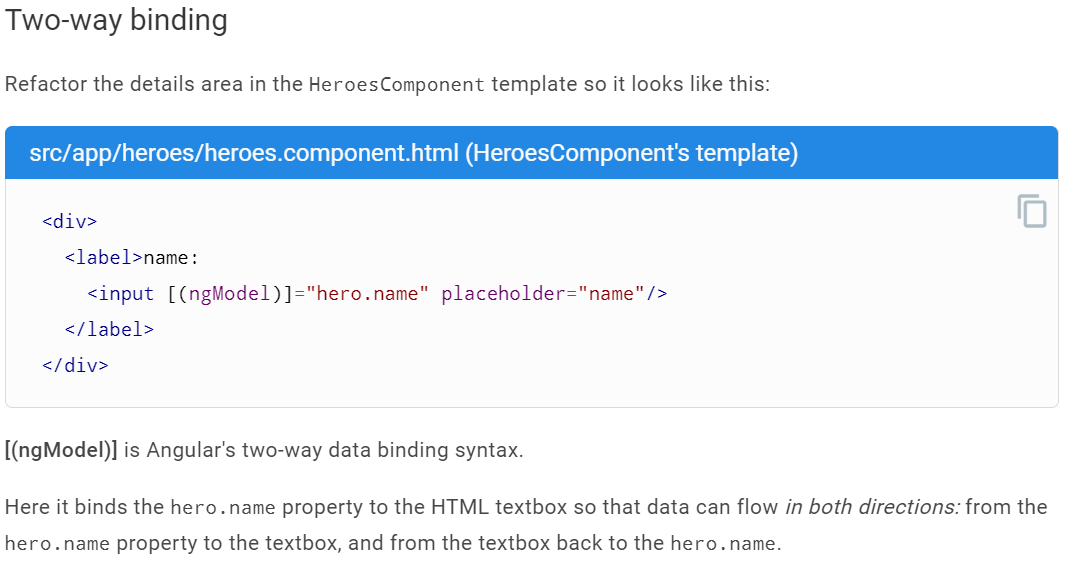 Two-way binding
Refactor the details area in the HeroesComponent template so it looks like this:
src/app/heroes/heroes.component.html (HeroesComponent's template)
<div>
  <label>name:
    <input [(ngModel)]="hero.name" placeholder="name"/>
  </label>
</div>
[(ngModel)] is Angular's two-way data binding syntax.
Here it binds the hero.name property to the HTML textbox so that data can flow in both directions: from the
hero.name property to the textbox, and from the textbox back to the hero.name.